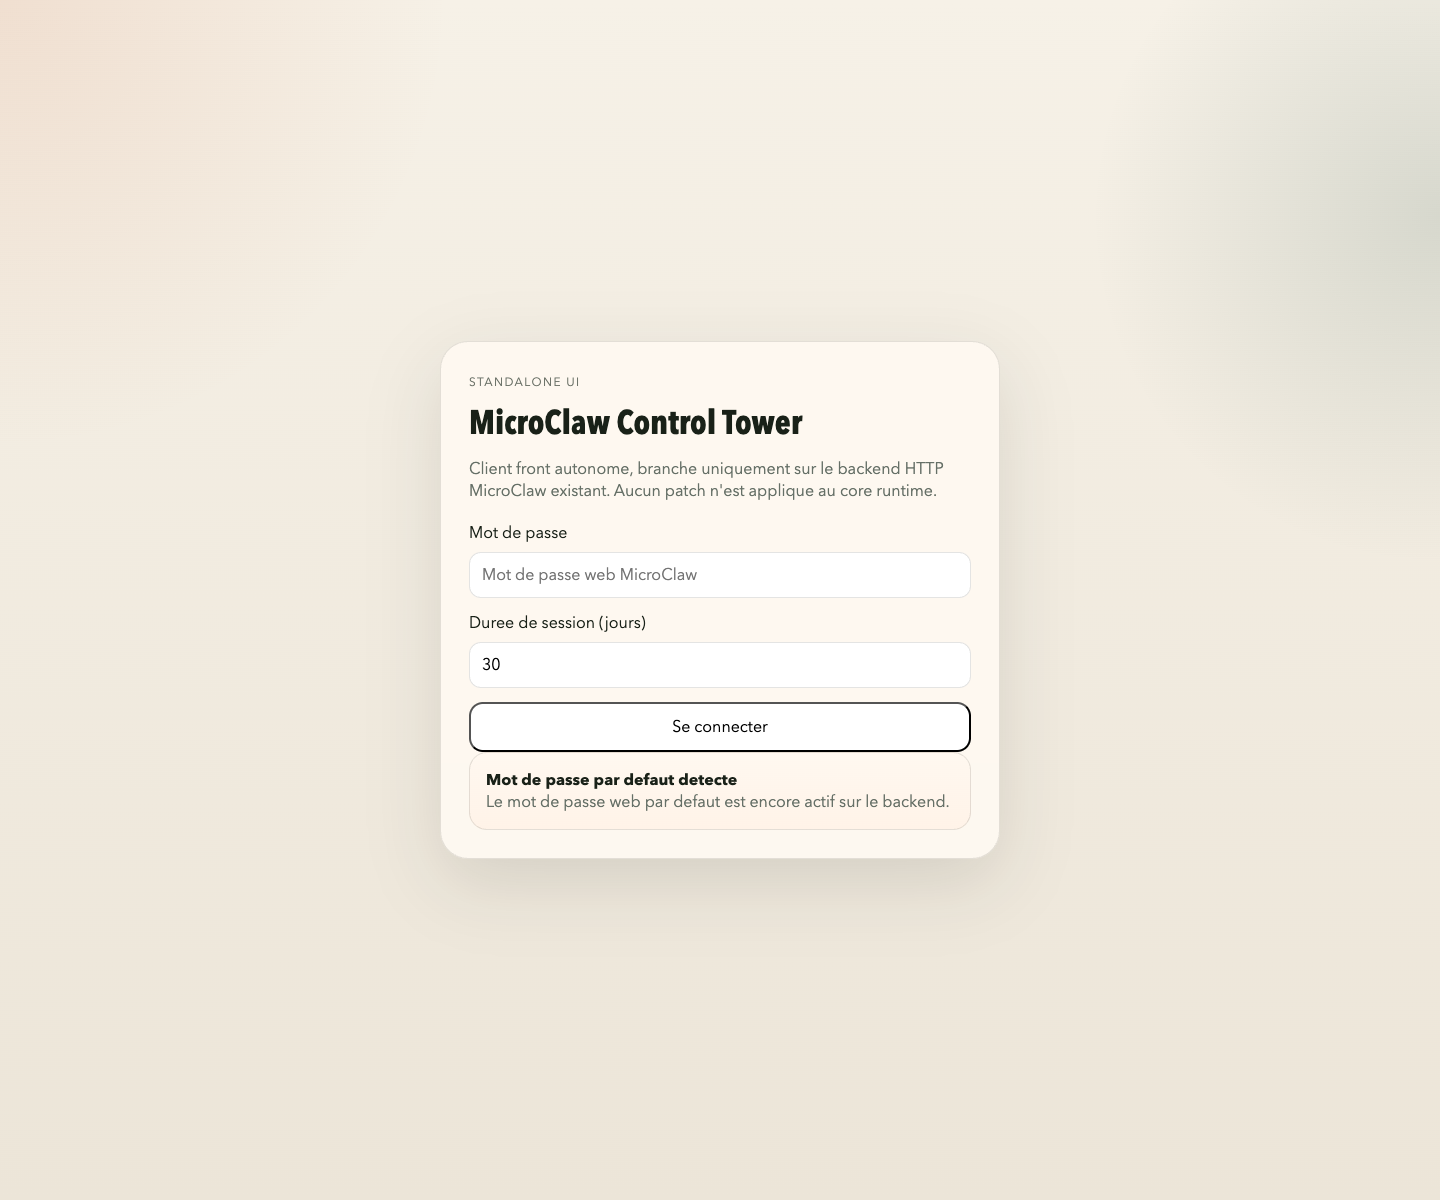 STANDALONE UI
MicroClaw Control Tower
Client front autonome, branche uniquement sur le backend HTTP
MicroClaw existant. Aucun patch n'est applique au core runtime.
Mot de passe
Mot de passe web MicroClaw
Duree de session (jours)
30
Se connecter
Mot de passe par defaut detecte
Le mot de passe web par defaut est encore actif sur le backend.